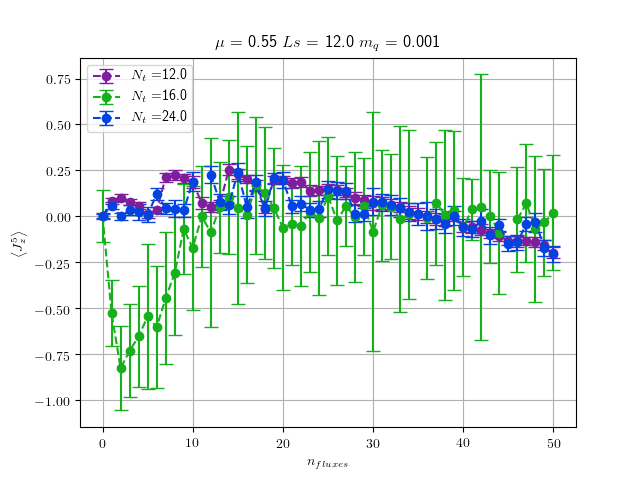 μ = 0.55 Ls = 12.0 m_q = 0.001
N_t =12.0
N_t =16.0
N_t =24.0
0.75
0.50
0.25
0.00
−0.25
−0.50
−0.75
−1.00
⟨J_z^5⟩
0 10 20 30 40 50
n_{fluxes}